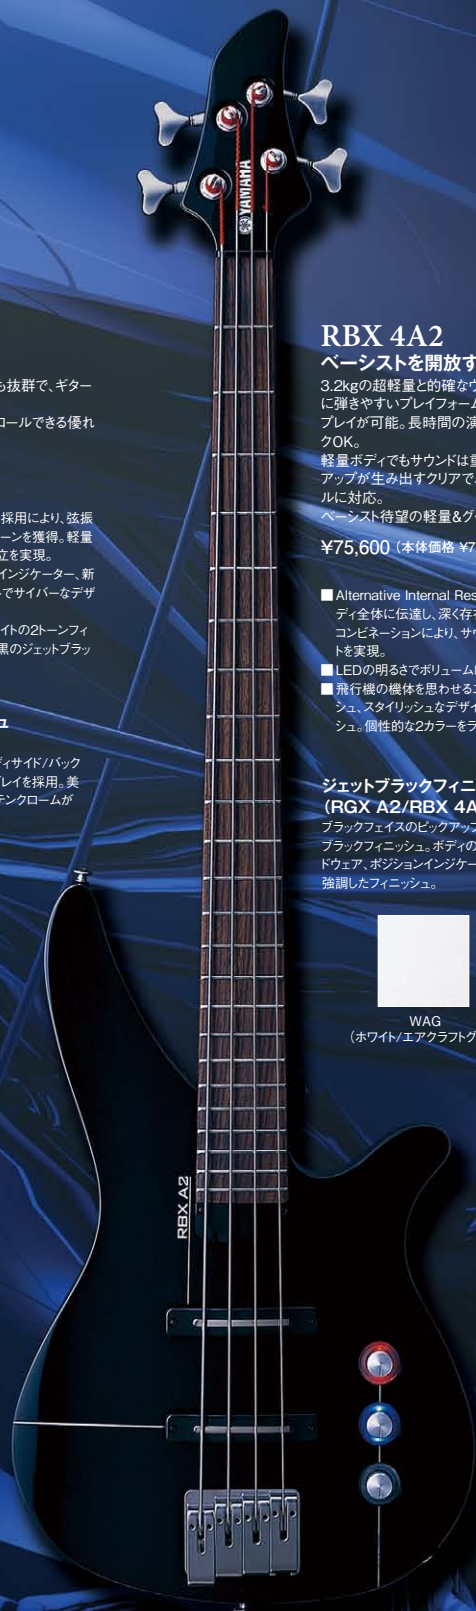 YAMAHA
も抜群で、ギター
ロールできる優れ
採用により、弦振
ーンを獲得。軽量
立を実現。
インジケーター、新
でサイバーなデザ
イトの2トーンフィ
黒のジェットブラッ
ュ
ディサイド/バック
プレイを採用。美
テンクロームが
RBX 4A2
ベーシストを開放す
3.2kgの超軽量と的確なウ
に弾きやすいプレイフォーム
プレイが可能。長時間の演
クOK。
軽量ボディでもサウンドは重
アップが生み出すクリアで
ルに対応。
ベーシスト待望の軽量&グ
¥75,600（本体価格 ¥7
■Alternative Internal Res
ディ全体に伝達し、深く存
コンビネーションにより、サウ
トを実現。
■LEDの明るさでボリューム
■飛行機の機体を思わせる
シュ、スタイリッシュなデザイ
シュ。個性的な2カラーをラ
ジェットブラックフィニ
（RGX A2/RBX 4A
ブラックフェイスのピックアップ
ブラックフィニッシュ。ボディの
ドウェア、ポジションインジケー
強調したフィニッシュ。
WAG
（ホワイト/エアクラフトグ
RBX A2